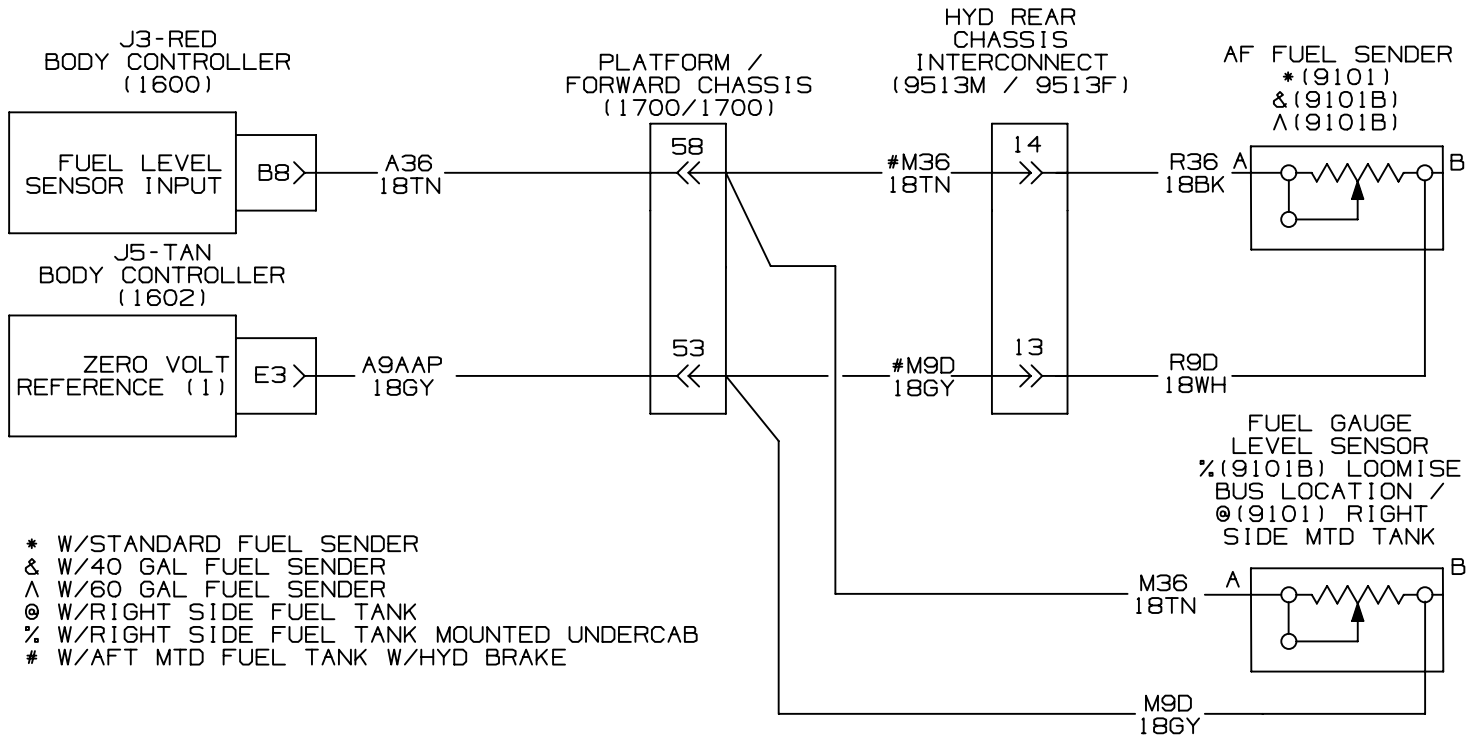 J3-RED
BODY CONTROLLER
(1600)
PLATFORM /
FORWARD CHASSIS
(1700/1700)
HYD REAR
CHASSIS
INTERCONNECT
(9513M / 9513F)
AF FUEL SENDER
*(9101)
&(9101B)
Λ(9101B)
FUEL LEVEL
SENSOR INPUT
B8
A36
18TN
58
#M36
18TN
14
R36
18BK
A
B
J5-TAN
BODY CONTROLLER
(1602)
ZERO VOLT
REFERENCE (1)
E3
A9AAP
18GY
53
#M9D
18GY
13
R9D
18WH
FUEL GAUGE
LEVEL SENSOR
%(9101B) LOOMISE
BUS LOCATION /
@(9101) RIGHT
SIDE MTD TANK
M36
18TN
A
B
M9D
18GY
* W/STANDARD FUEL SENDER
& W/40 GAL FUEL SENDER
Λ W/60 GAL FUEL SENDER
@ W/RIGHT SIDE FUEL TANK
% W/RIGHT SIDE FUEL TANK MOUNTED UNDERCAB
# W/AFT MTD FUEL TANK W/HYD BRAKE